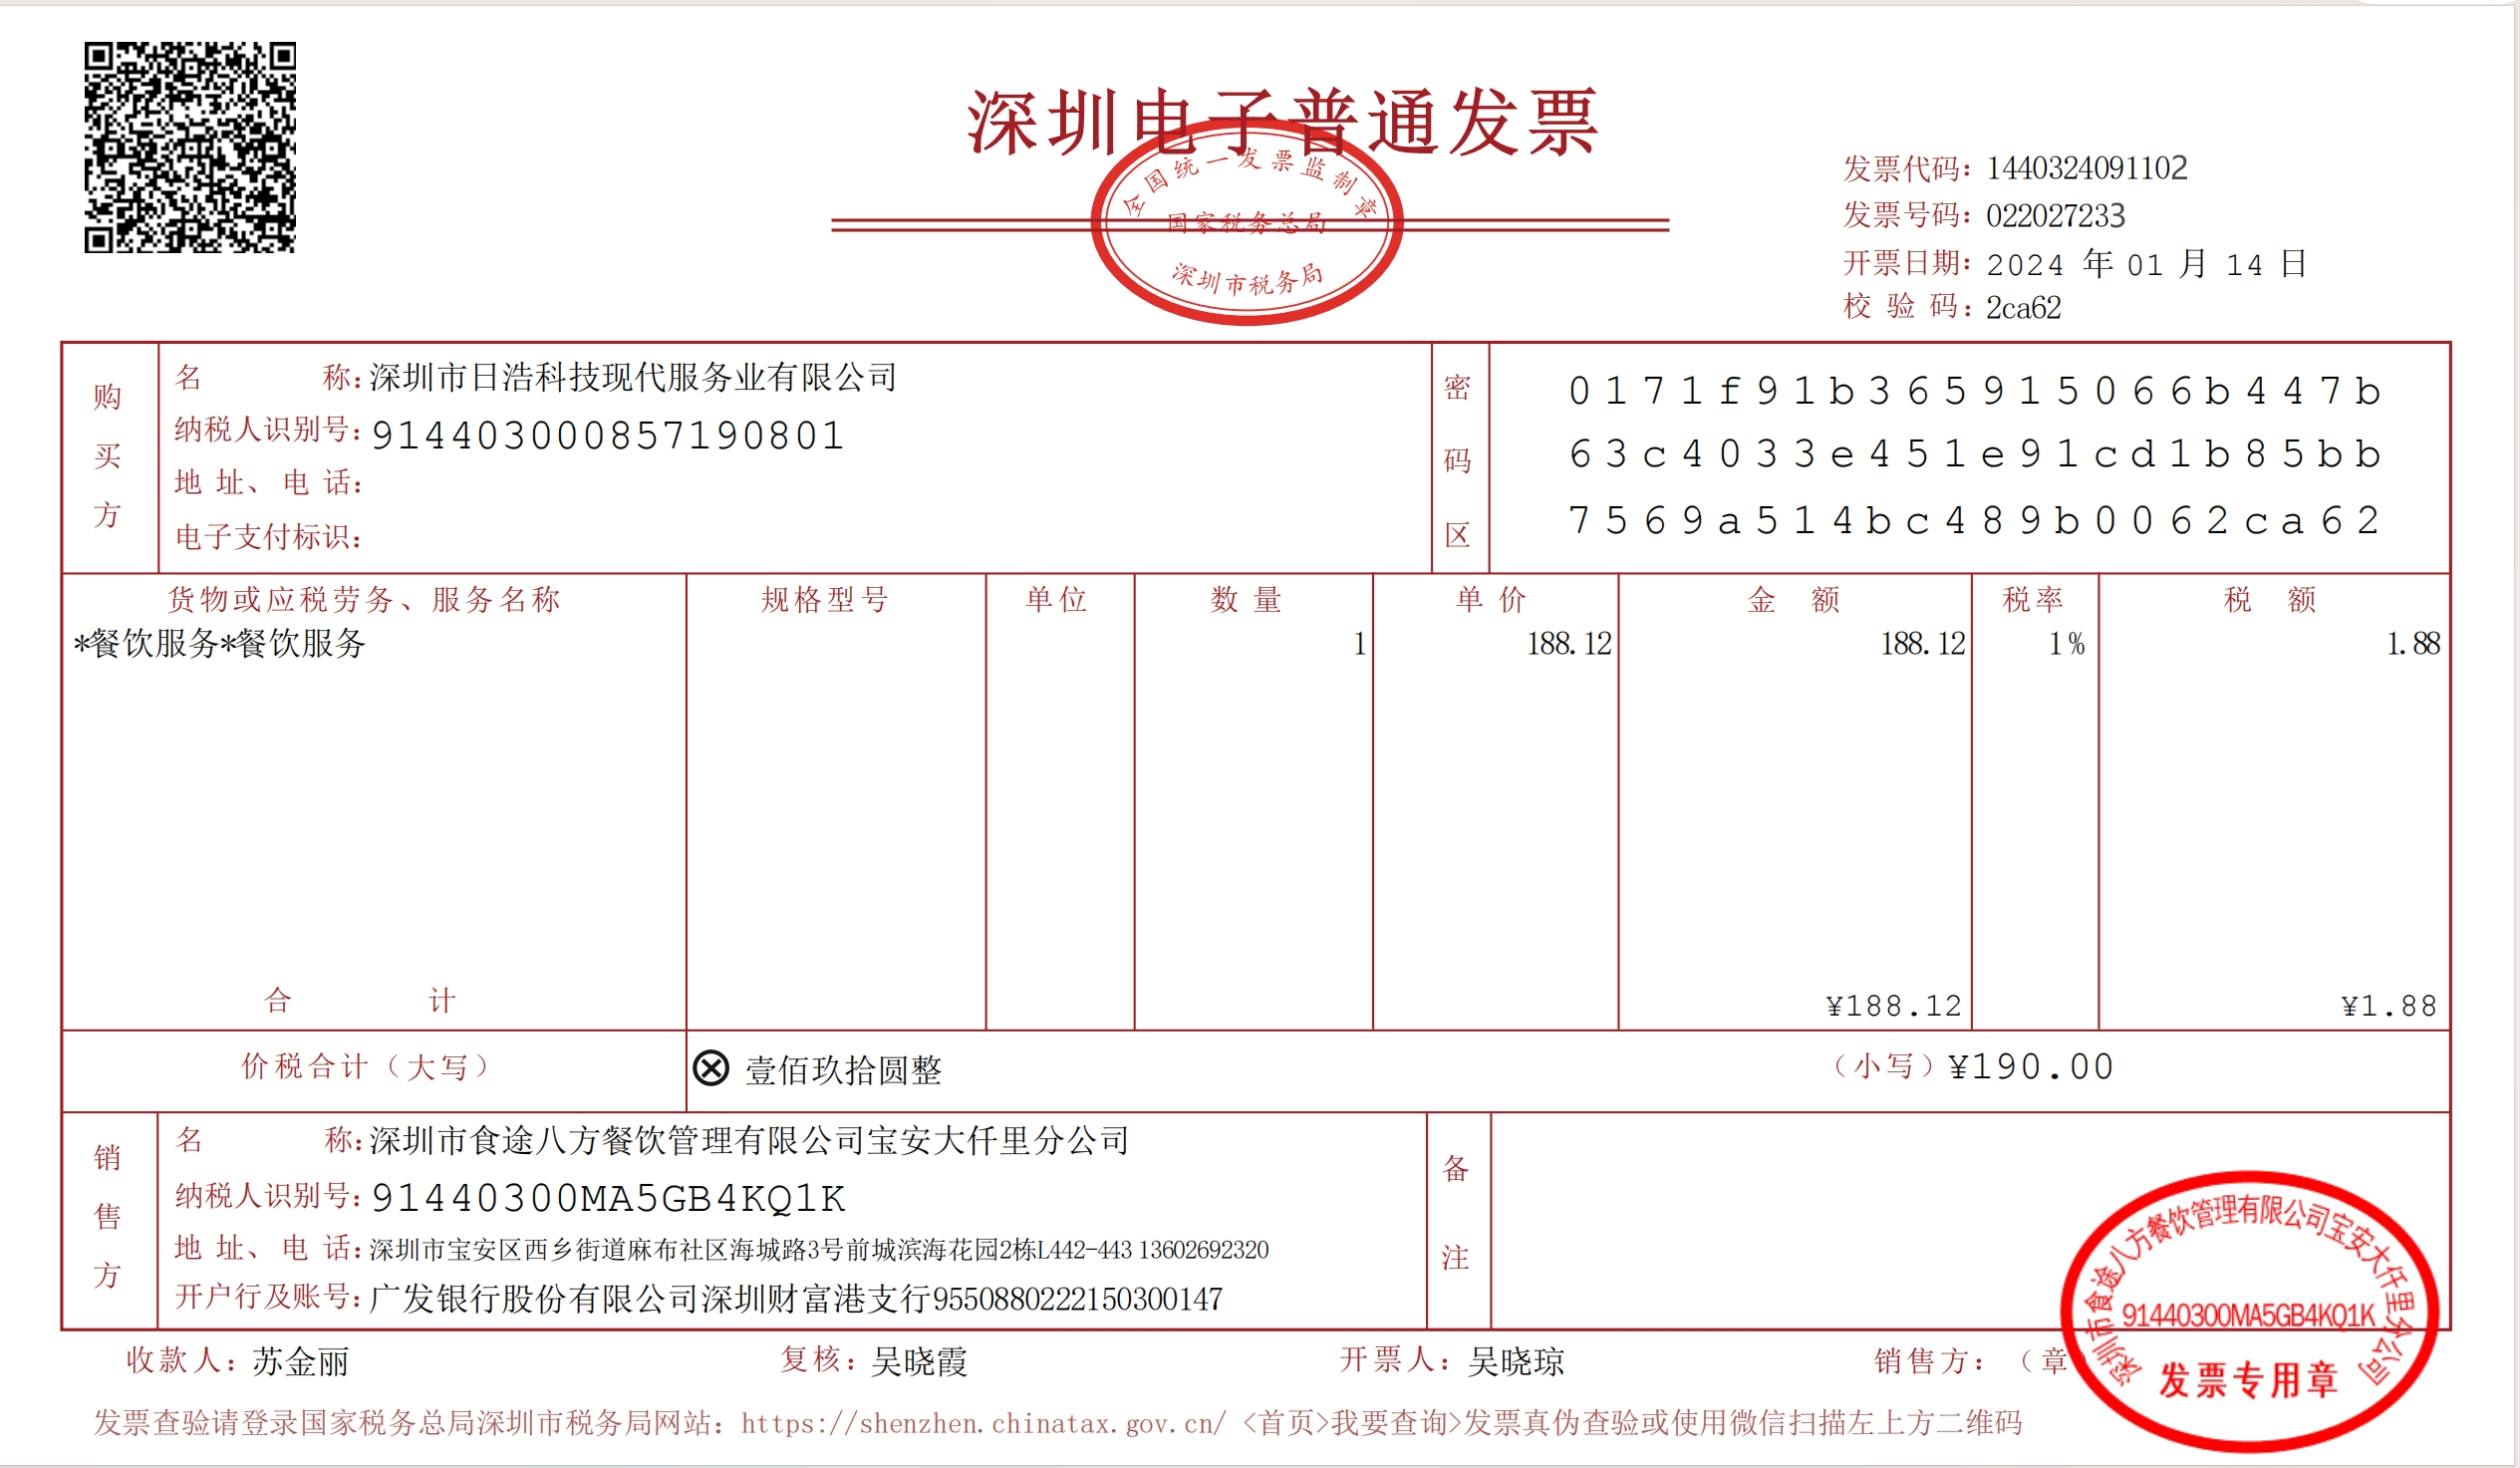 深圳电子普通发票
全国统一发票监制章
国家税务总局
深圳市税务局
发票代码：144032409110２
发票号码：022027233
开票日期：2024 年 01 月 14 日
校 验 码：2ca62
购买方
名 称：深圳市日浩科技现代服务业有限公司
纳税人识别号：914403000857190801
地 址、 电 话：
电子支付标识：
密码区
0171f91b365915066b447b
63c4033e451e91cd1b85bb
7569a514bc489b0062ca62
货物或应税劳务、服务名称 规格型号 单位 数 量 单 价 金 额 税率 税 额
*餐饮服务*餐饮服务 1 188.12 188.12 1% 1.88
合 计 ¥188.12 ¥1.88
价税合计（大写） ⊗ 壹佰玖拾圆整 （小写）¥190.00
销售方
名 称：深圳市食途八方餐饮管理有限公司宝安大仟里分公司
纳税人识别号：91440300MA5GB4KQ1K
地 址、 电 话：深圳市宝安区西乡街道麻布社区海城路3号前城滨海花园2栋L442-443 13602692320
开户行及账号：广发银行股份有限公司深圳财富港支行9550880222150300147
备注
收款人：苏金丽 复核：吴晓霞 开票人：吴晓琼 销售方：（章）
深圳市食途八方餐饮管理有限公司宝安大仟里分公司
91440300MA5GB4KQ1K
发票专用章
发票查验请登录国家税务总局深圳市税务局网站：https://shenzhen.chinatax.gov.cn/ <首页>我要查询>发票真伪查验或使用微信扫描左上方二维码